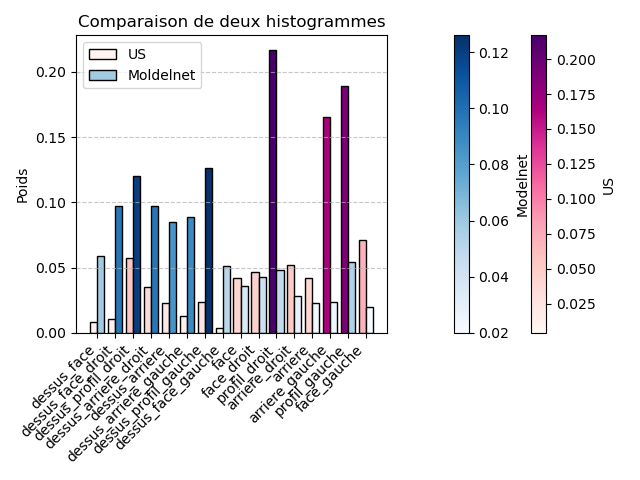 Comparaison de deux histogrammes
US
Moldelnet
Poids
0.20
0.15
0.10
0.05
0.00
dessus_face
dessus_face_droit
dessus_profil_droit
dessus_arriere_droit
dessus_arriere
dessus_arriere_gauche
dessus_profil_gauche
dessus_face_gauche
face
face_droit
profil_droit
arriere_droit
arriere
arriere_gauche
profil_gauche
face_gauche
0.12
0.10
0.08
0.06
0.04
0.02
Modelnet
0.200
0.175
0.150
0.125
0.100
0.075
0.050
0.025
US